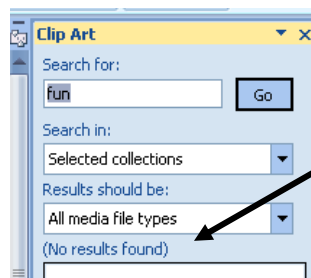 Clip Art
Search for:
fun
Go
Search in:
Selected collections
Results should be:
All media file types
(No results found)